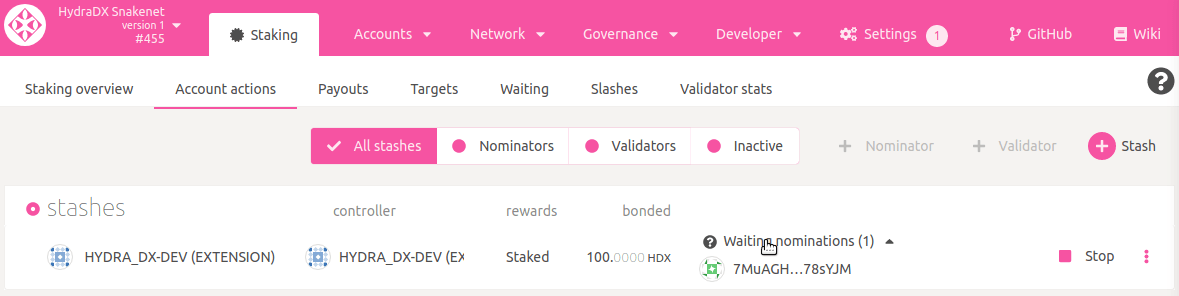 HydraDX Snakenet
version 1
#455
Staking
Accounts
Network
Governance
Developer
Settings
1
GitHub
Wiki
Staking overview
Account actions
Payouts
Targets
Waiting
Slashes
Validator stats
?
All stashes
Nominators
Validators
Inactive
+ Nominator
+ Validator
+ Stash
stashes
controller
rewards
bonded
? Waiting nominations (1)
HYDRA_DX-DEV (EXTENSION)
HYDRA_DX-DEV (EX
Staked
100.0000 HDX
7MuAGH…78sYJM
Stop